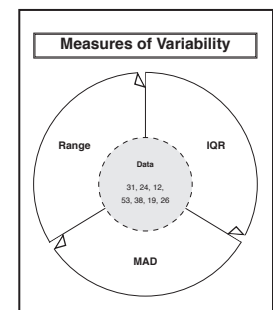 Measures of Variability
Range
IQR
Data
31, 24, 12,
53, 38, 19, 26
MAD